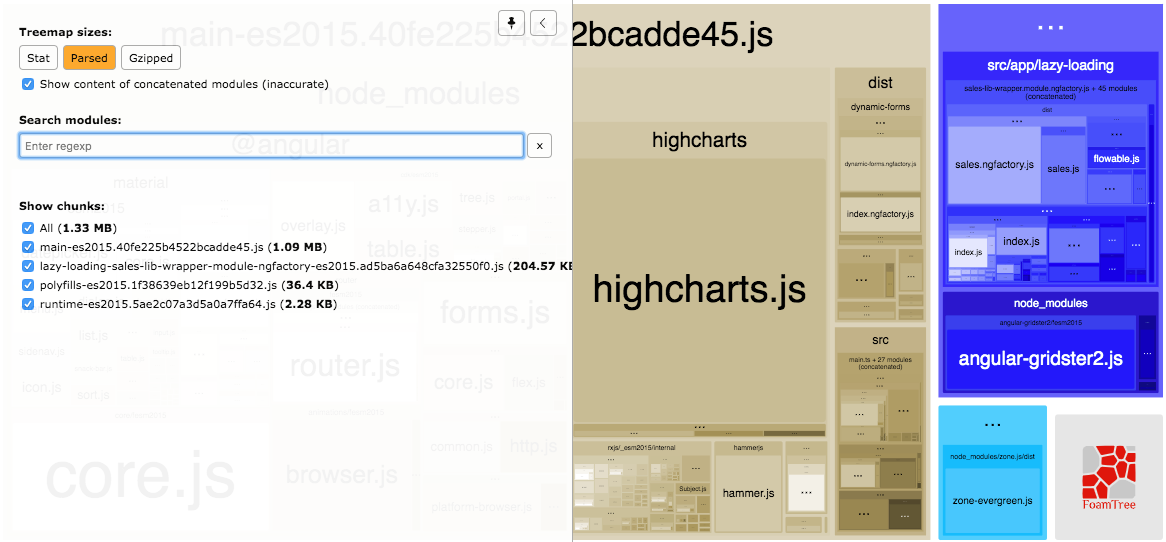 main-es2015.40fe225b4522bcadde45.js
Treemap sizes:
Stat
Parsed
Gzipped
Show content of concatenated modules (inaccurate)
node_modules
Search modules:
Enter regexp
x
@angular
material
Show chunks:
All (1.33 MB)
main-es2015.40fe225b4522bcadde45.js (1.09 MB)
lazy-loading-sales-lib-wrapper-module-ngfactory-es2015.ad5ba6a648cfa32550f0.js (204.57 KB
polyfills-es2015.1f38639eb12f199b5d32.js (36.4 KB)
runtime-es2015.5ae2c07a3d5a0a7ffa64.js (2.28 KB)
overlay.js
a11y.js
tree.js
table.js
list.js
sidenav.js
icon.js
sort.js
router.js
forms.js
core.js
flex.js
core.js
browser.js
common.js
http.js
platform-browser.js
highcharts
highcharts.js
rxjs/_esm2015/internal
Subject.js
hammerjs
hammer.js
dist
dynamic-forms
...
dynamic-forms.ngfactory.js
index.ngfactory.js
src
main.ts + 27 modules
(concatenated)
...
src/app/lazy-loading
sales-lib-wrapper.module.ngfactory.js + 45 modules
(concatenated)
dist
...
sales.ngfactory.js
sales.js
flowable.js
index.js
index.js
node_modules
angular-gridster2/fesm2015
angular-gridster2.js
...
node_modules/zone.js/dist
zone-evergreen.js
FoamTree